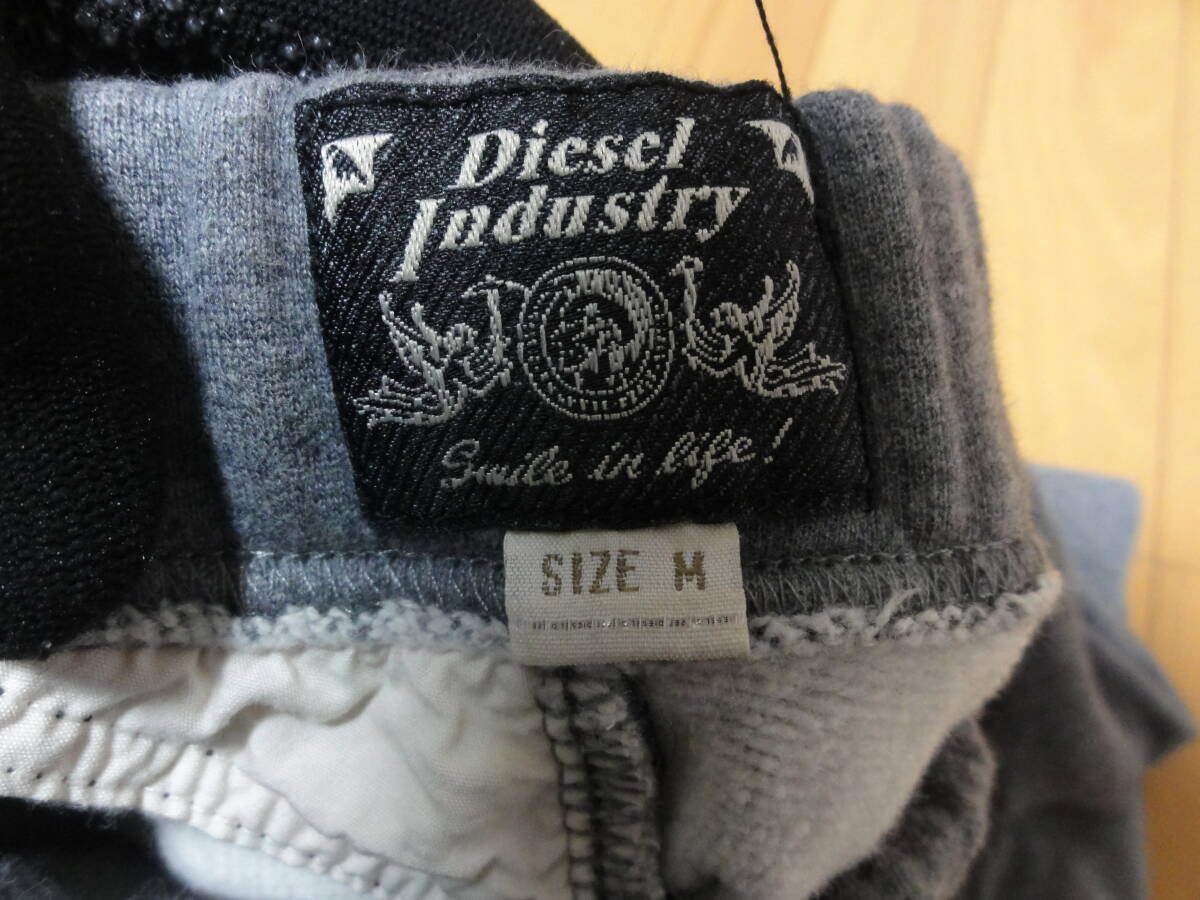 Diesel
Industry
Smile in life!
SIZE M